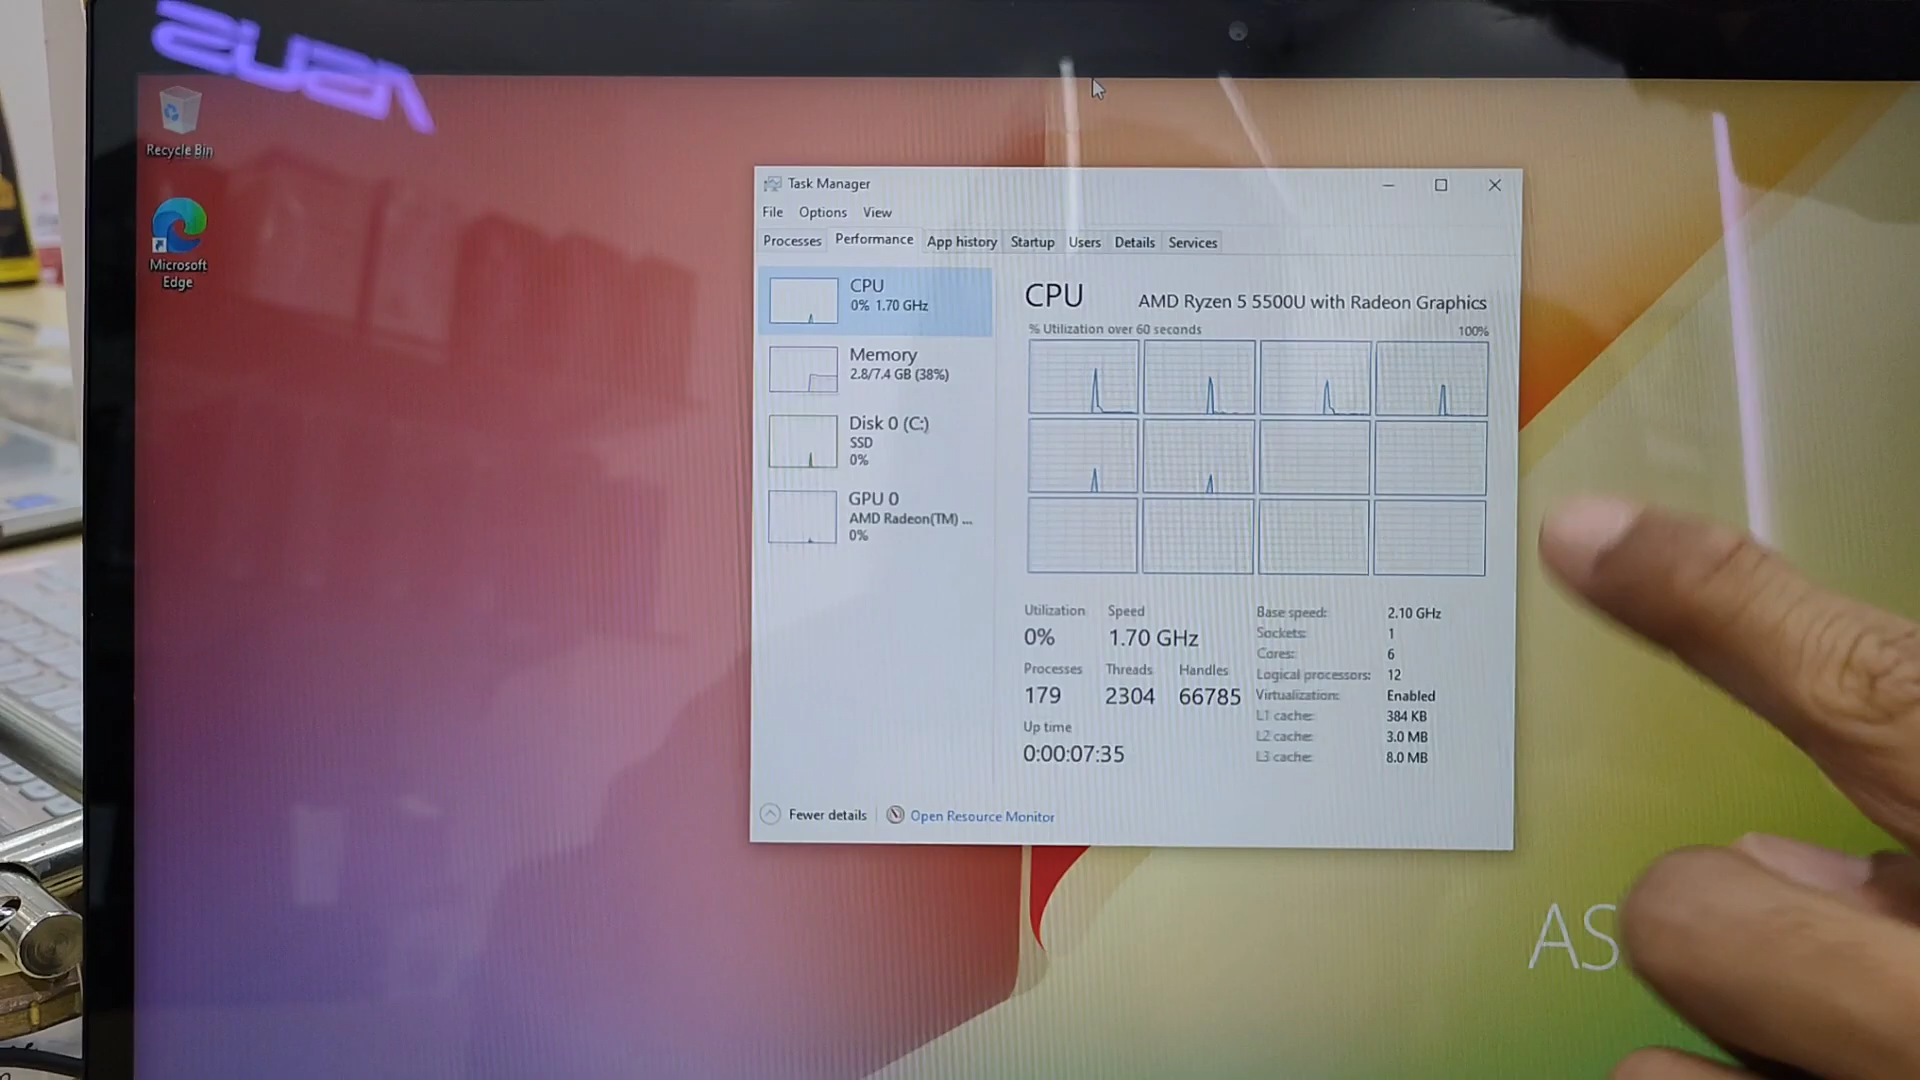 ASUS
Recycle Bin
Microsoft
Edge
Task Manager
File Options View
Processes Performance App history Startup Users Details Services
CPU
0% 1.70 GHz
Memory
2.8/7.4 GB (38%)
Disk 0 (C:)
SSD
0%
GPU 0
AMD Radeon(TM) ...
0%
CPU AMD Ryzen 5 5500U with Radeon Graphics
% Utilization over 60 seconds 100%
Utilization Speed
0% 1.70 GHz
Processes Threads Handles
179 2304 66785
Up time
0:00:07:35
Base speed: 2.10 GHz
Sockets: 1
Cores: 6
Logical processors: 12
Virtualization: Enabled
L1 cache: 384 KB
L2 cache: 3.0 MB
L3 cache: 8.0 MB
Fewer details Open Resource Monitor
AS